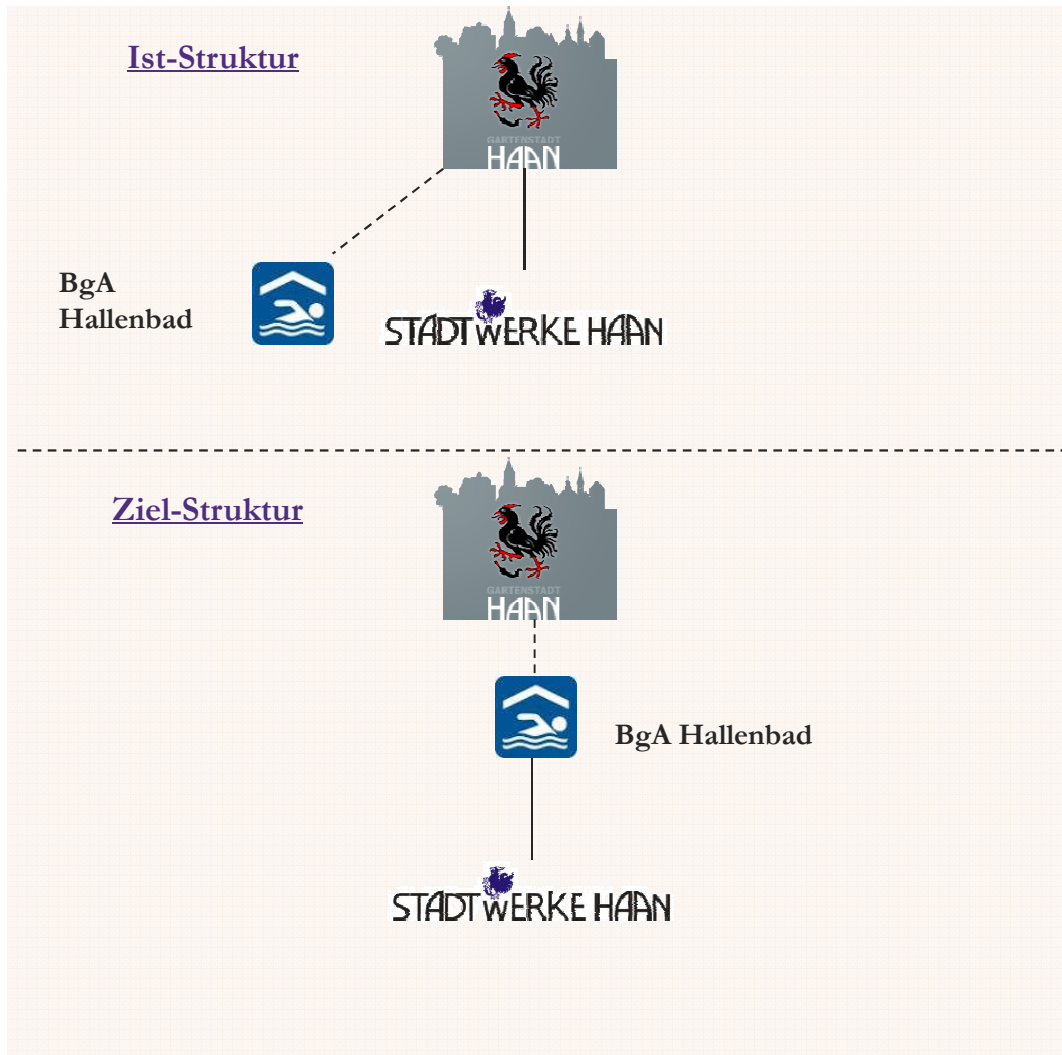 Ist-Struktur
GARTENSTADT
HAAN
BgA
Hallenbad
STADTWERKE HAAN
Ziel-Struktur
GARTENSTADT
HAAN
BgA Hallenbad
STADTWERKE HAAN